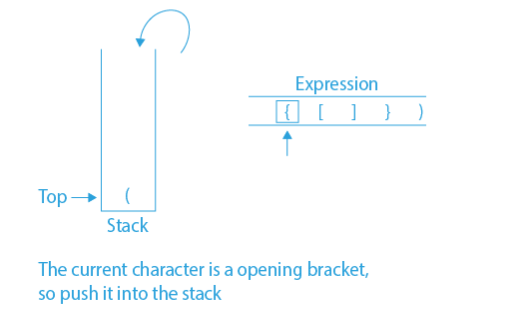 Expression
{ [ ] } )
Top
(
Stack
The current character is a opening bracket,
so push it into the stack